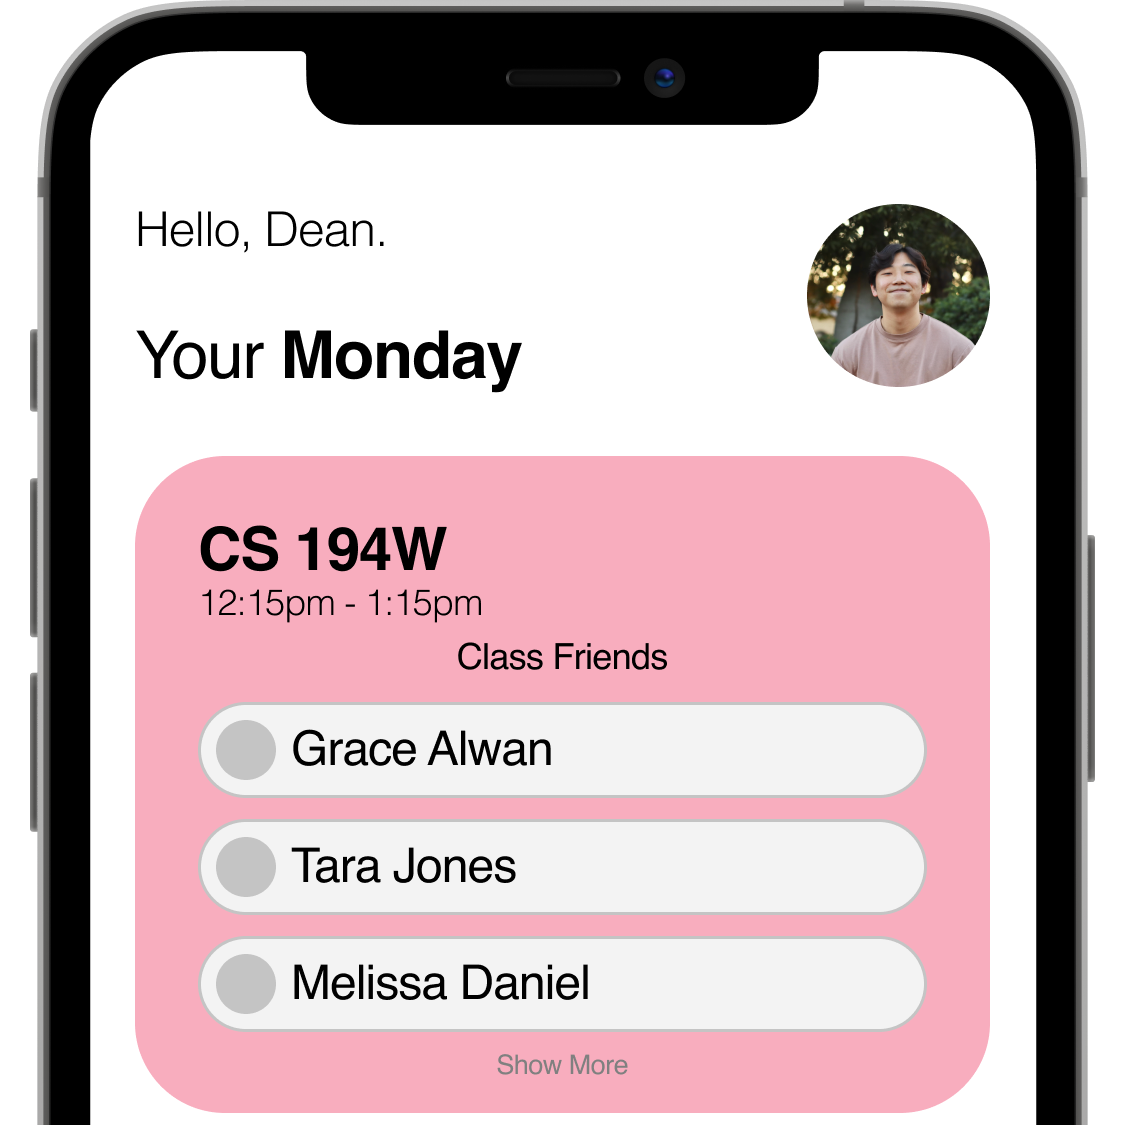 Hello, Dean.
Your Monday
CS 194W
12:15pm - 1:15pm
Class Friends
Grace Alwan
Tara Jones
Melissa Daniel
Show More